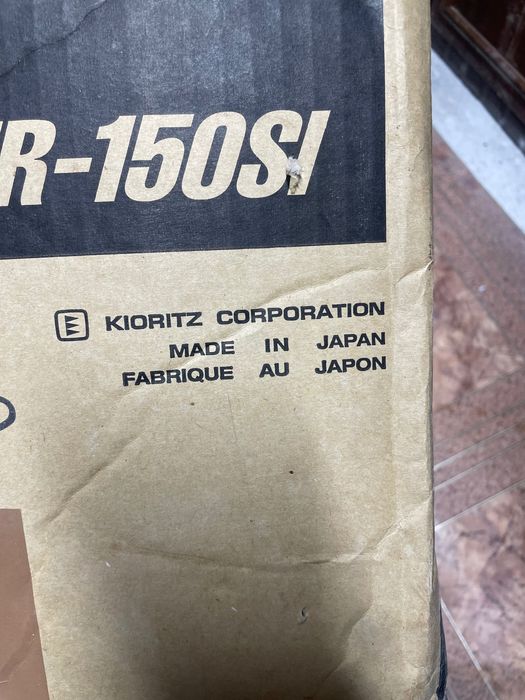 R-150SI
KIORITZ CORPORATION
MADE IN JAPAN
FABRIQUE AU JAPON